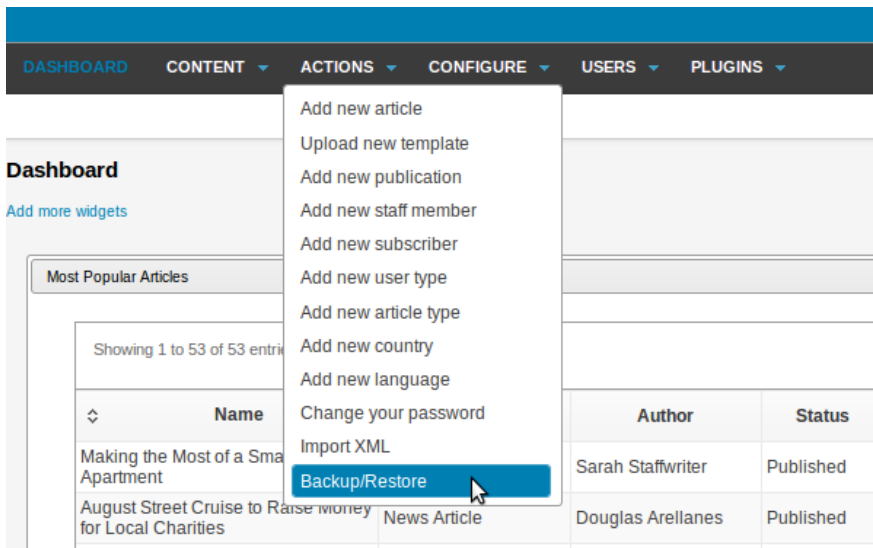 DASHBOARD CONTENT ACTIONS CONFIGURE USERS PLUGINS
Add new article
Upload new template
Add new publication
Add new staff member
Add new subscriber
Add new user type
Add new article type
Add new country
Add new language
Change your password
Import XML
Backup/Restore
Dashboard
Add more widgets
Most Popular Articles
Showing 1 to 53 of 53
Name Author Status
Making the Most of a
Apartment
Sarah Staffwriter Published
August Street Cruise to Raise Money
for Local Charities
News Article Douglas Arellanes Published